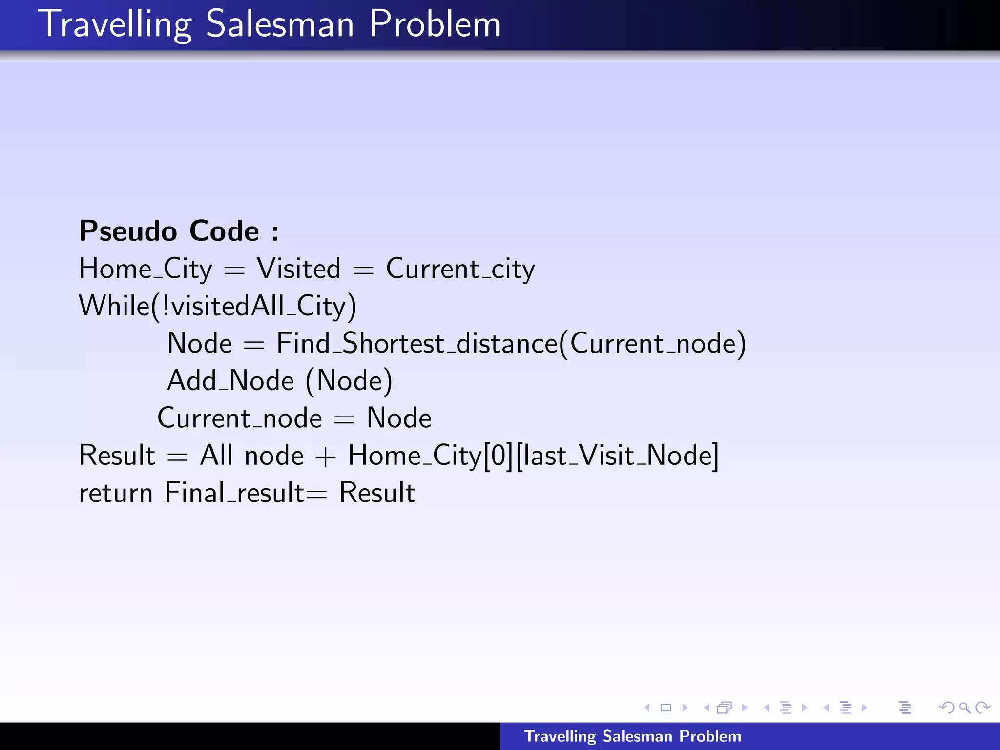 Travelling Salesman Problem
Pseudo Code :
Home_City = Visited = Current_city
While(!visitedAll_City)
Node = Find_Shortest_distance(Current_node)
Add_Node (Node)
Current_node = Node
Result = All node + Home_City[0][last_Visit_Node]
return Final_result= Result
Travelling Salesman Problem